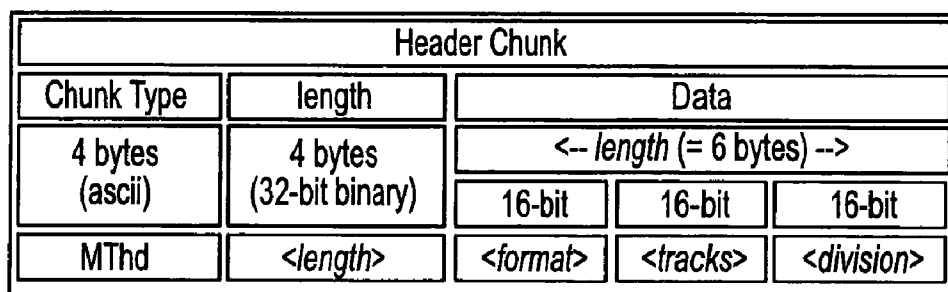 Header Chunk
Chunk Type length Data
4 bytes (ascii) 4 bytes (32-bit binary) <-- length (= 6 bytes) -->
16-bit 16-bit 16-bit
MThd <length> <format> <tracks> <division>